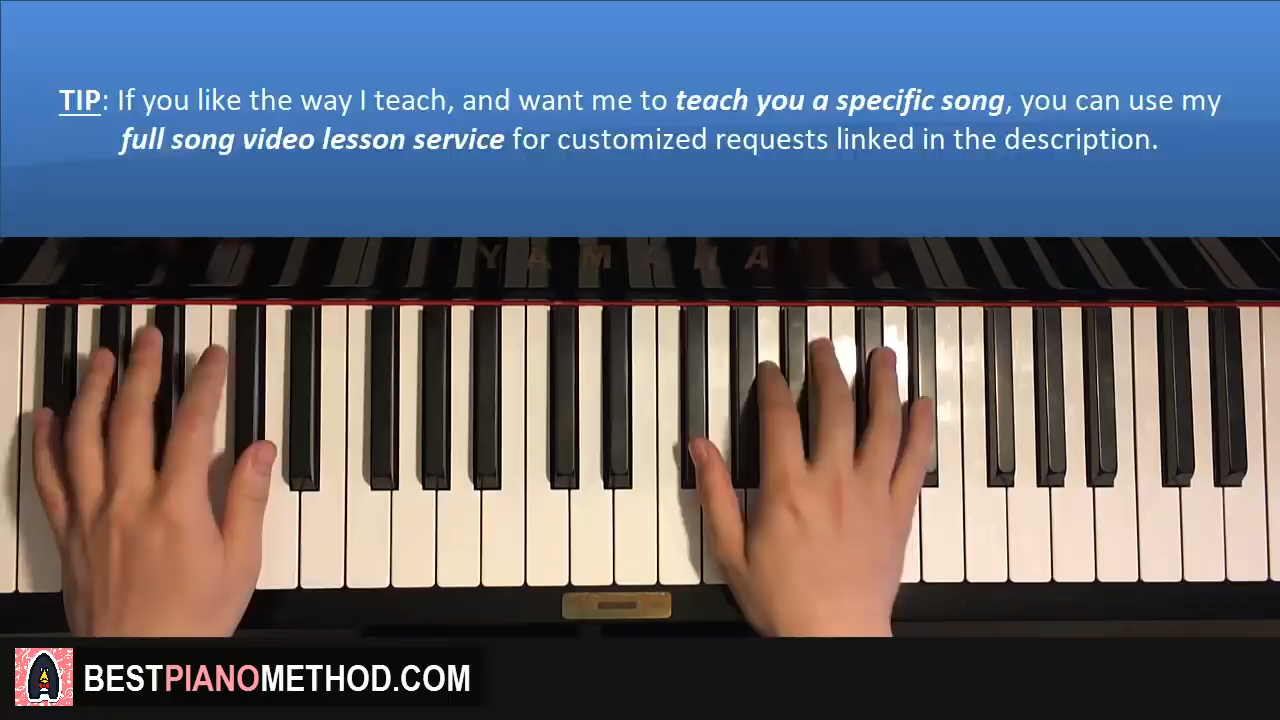 TIP: If you like the way I teach, and want me to teach you a specific song, you can use my
full song video lesson service for customized requests linked in the description.
YAMAHA
BESTPIANOMETHOD.COM